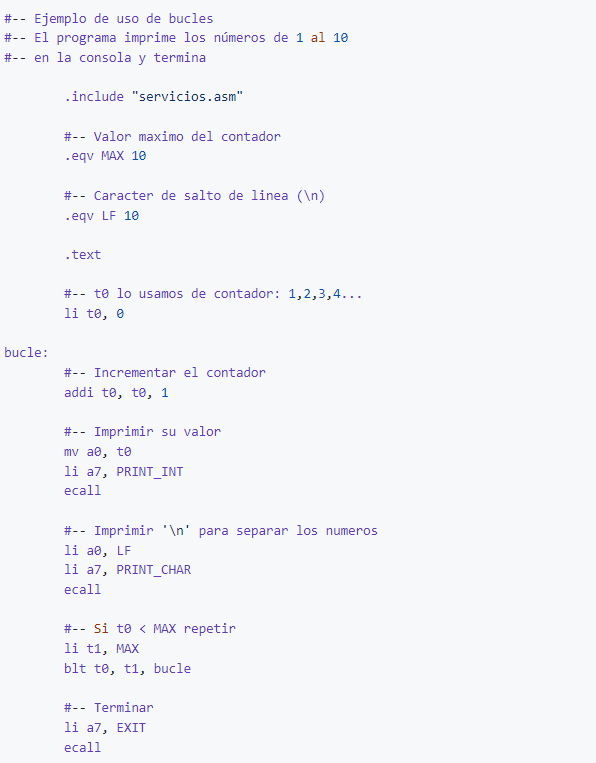 #-- Ejemplo de uso de bucles
#-- El programa imprime los números de 1 al 10
#-- en la consola y termina
.include "servicios.asm"
#-- Valor maximo del contador
.eqv MAX 10
#-- Caracter de salto de linea (\n)
.eqv LF 10
.text
#-- t0 lo usamos de contador: 1,2,3,4...
li t0, 0
bucle:
#-- Incrementar el contador
addi t0, t0, 1
#-- Imprimir su valor
mv a0, t0
li a7, PRINT_INT
ecall
#-- Imprimir '\n' para separar los numeros
li a0, LF
li a7, PRINT_CHAR
ecall
#-- Si t0 < MAX repetir
li t1, MAX
blt t0, t1, bucle
#-- Terminar
li a7, EXIT
ecall